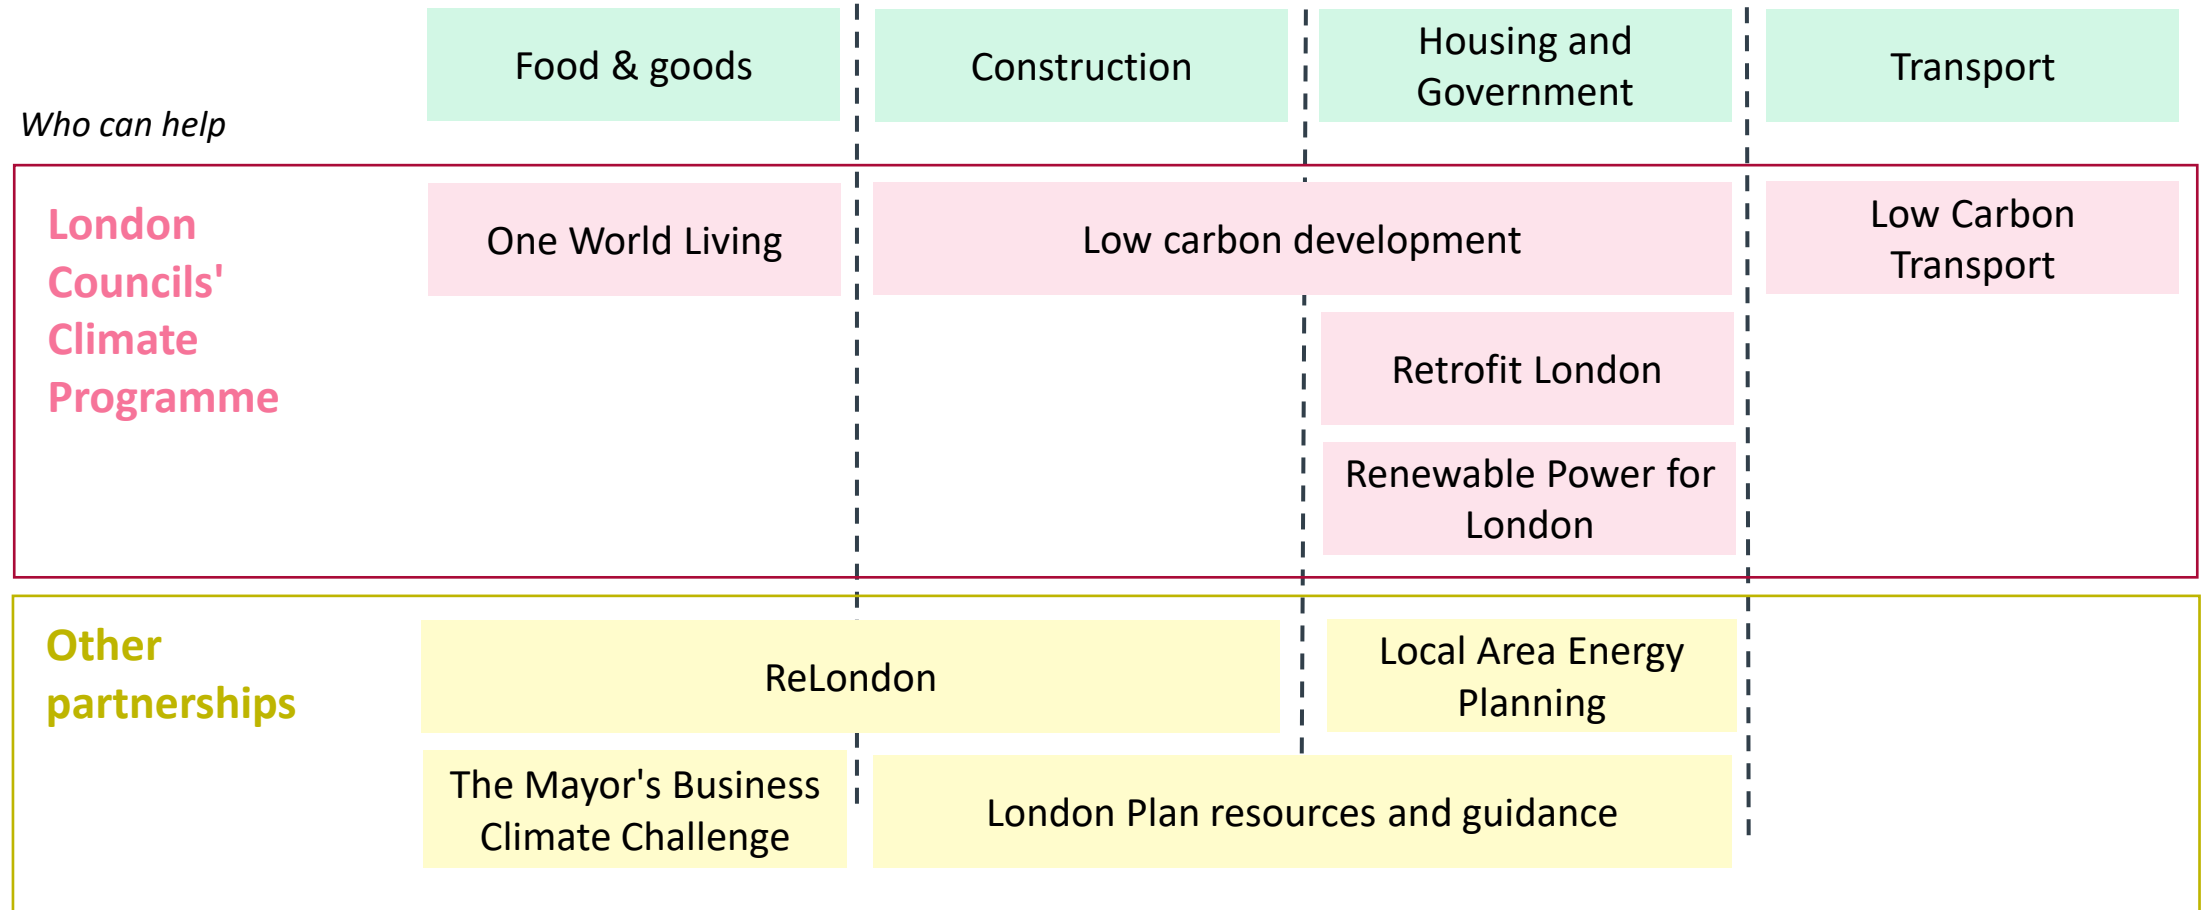 Food & goods
Construction
Housing and
Government
Transport
Who can help
London
Councils'
Climate
Programme
One World Living
Low carbon development
Low Carbon
Transport
Retrofit London
Renewable Power for
London
Other
partnerships
ReLondon
Local Area Energy
Planning
The Mayor's Business
Climate Challenge
London Plan resources and guidance